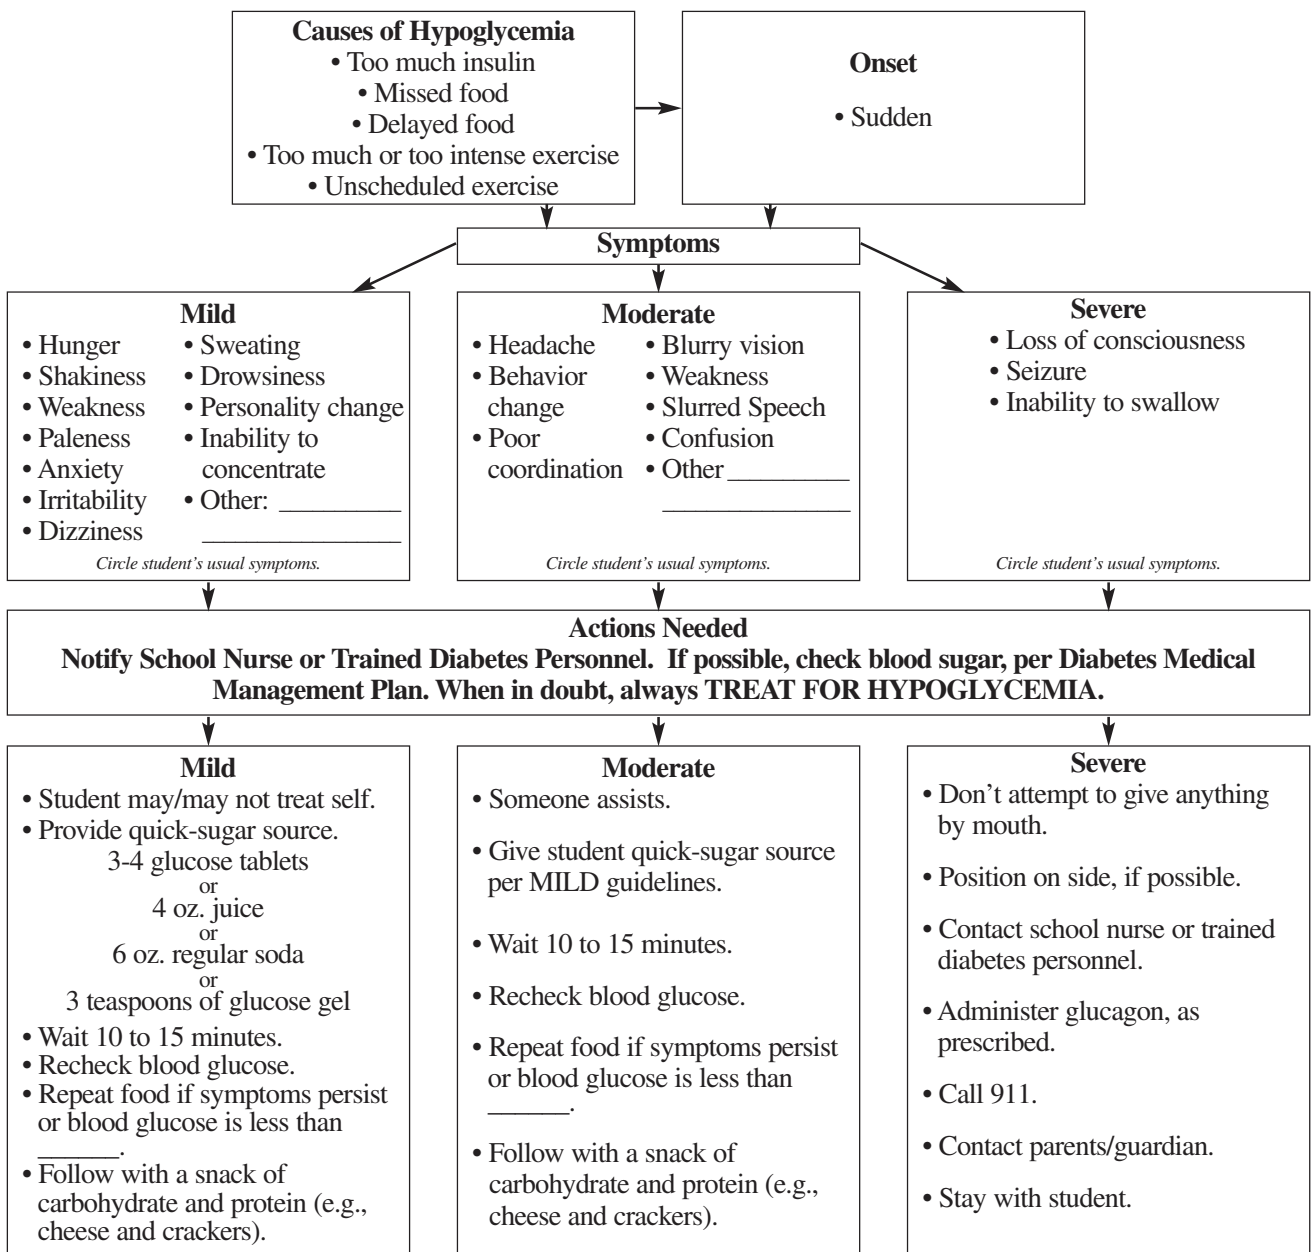 Causes of Hypoglycemia
• Too much insulin
• Missed food
• Delayed food
• Too much or too intense exercise
• Unscheduled exercise
Onset
• Sudden
Symptoms
Mild
• Hunger
• Shakiness
• Weakness
• Paleness
• Anxiety
• Irritability
• Dizziness
• Sweating
• Drowsiness
• Personality change
• Inability to
concentrate
• Other: ___________
__________________
Circle student’s usual symptoms.
Moderate
• Headache
• Behavior
change
• Poor
coordination
• Blurry vision
• Weakness
• Slurred Speech
• Confusion
• Other ___________
_________________
Circle student’s usual symptoms.
Severe
• Loss of consciousness
• Seizure
• Inability to swallow
Circle student’s usual symptoms.
Actions Needed
Notify School Nurse or Trained Diabetes Personnel. If possible, check blood sugar, per Diabetes Medical
Management Plan. When in doubt, always TREAT FOR HYPOGLYCEMIA.
Mild
• Student may/may not treat self.
• Provide quick-sugar source.
3-4 glucose tablets
or
4 oz. juice
or
6 oz. regular soda
or
3 teaspoons of glucose gel
• Wait 10 to 15 minutes.
• Recheck blood glucose.
• Repeat food if symptoms persist
or blood glucose is less than
______.
• Follow with a snack of
carbohydrate and protein (e.g.,
cheese and crackers).
Moderate
• Someone assists.
• Give student quick-sugar source
per MILD guidelines.
• Wait 10 to 15 minutes.
• Recheck blood glucose.
• Repeat food if symptoms persist
or blood glucose is less than
______.
• Follow with a snack of
carbohydrate and protein (e.g.,
cheese and crackers).
Severe
• Don’t attempt to give anything
by mouth.
• Position on side, if possible.
• Contact school nurse or trained
diabetes personnel.
• Administer glucagon, as
prescribed.
• Call 911.
• Contact parents/guardian.
• Stay with student.